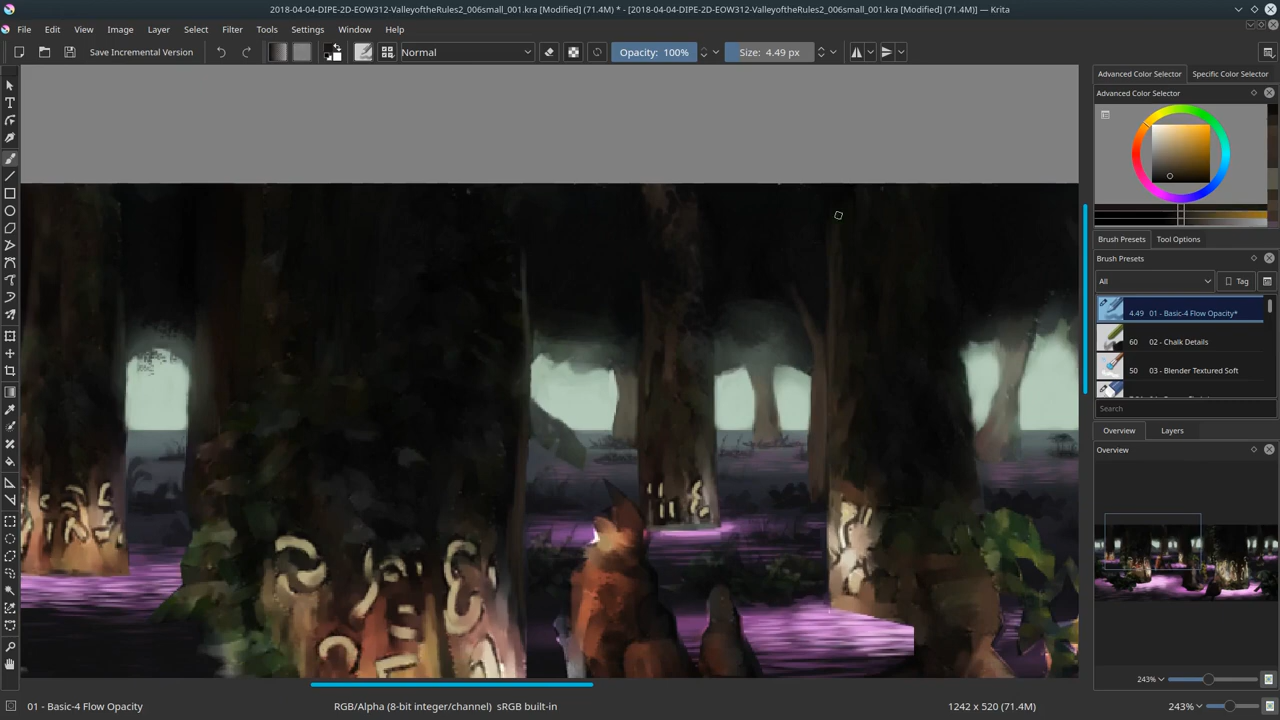 2018-04-04-DIPE-2D-EOW312-ValleyoftheRules2_006small_001.kra [Modified] (71.4M) * - [2018-04-04-DIPE-2D-EOW312-ValleyoftheRules2_006small_001.kra [Modified] (71.4M)] — Krita
File Edit View Image Layer Select Filter Tools Settings Window Help
Save Incremental Version Normal Opacity: 100% Size: 4.49 px
Advanced Color Selector Specific Color Selector
Advanced Color Selector
Brush Presets Tool Options
Brush Presets
All Tag
4.49 01 - Basic-4 Flow Opacity*
60 02 - Chalk Details
50 03 - Blender Textured Soft
Search
Overview Layers
Overview
243%
01 - Basic-4 Flow Opacity RGB/Alpha (8-bit integer/channel) sRGB built-in 1242 x 520 (71.4M) 243%